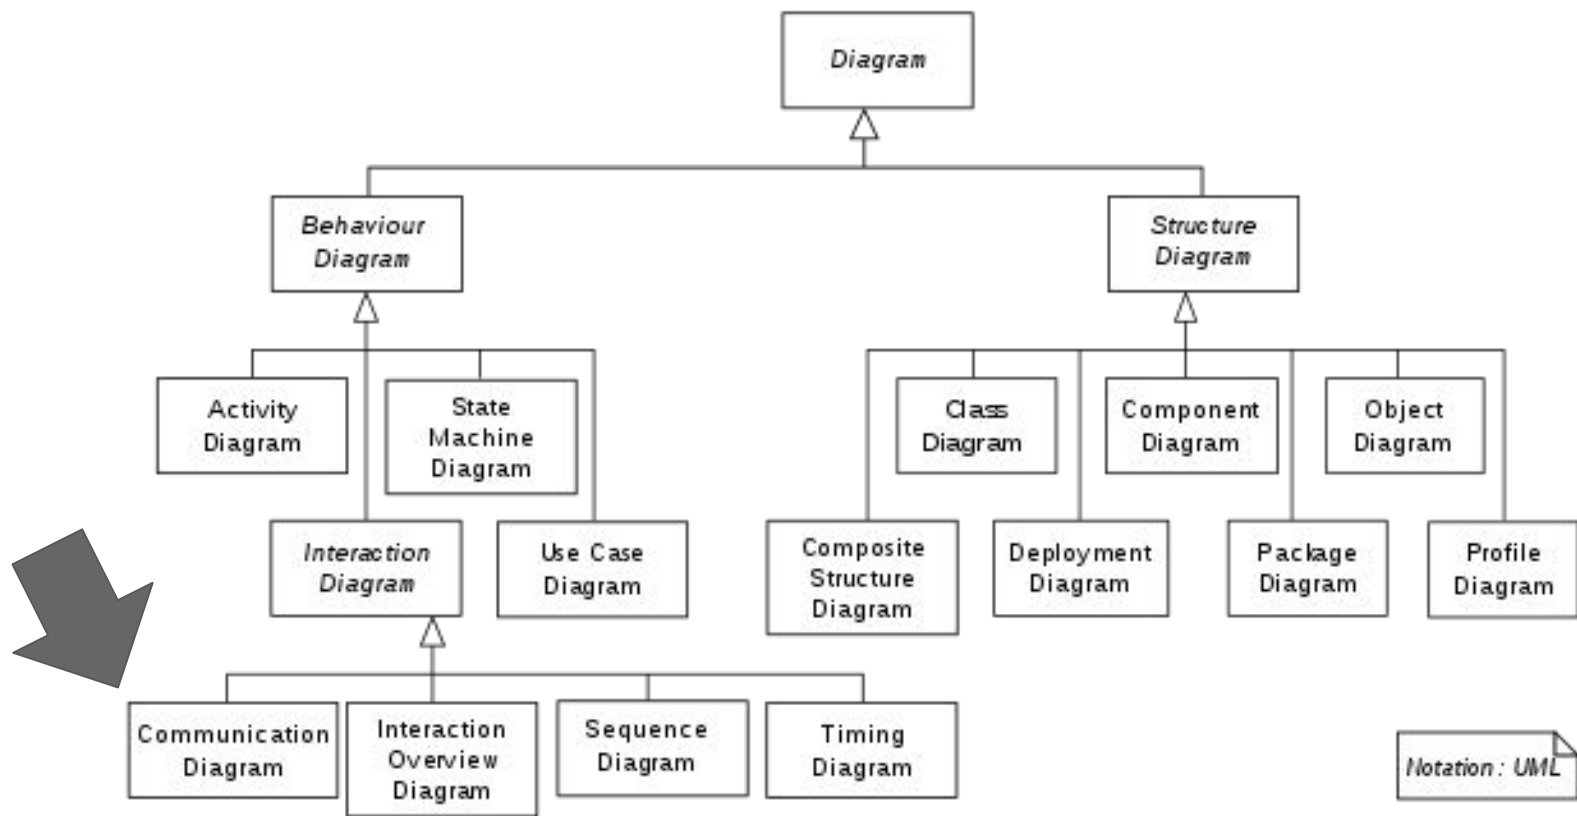 Diagram
Behaviour
Diagram
Structure
Diagram
Activity
Diagram
State
Machine
Diagram
Class
Diagram
Component
Diagram
Object
Diagram
Interaction
Diagram
Use Case
Diagram
Composite
Structure
Diagram
Deployment
Diagram
Package
Diagram
Profile
Diagram
Communication
Diagram
Interaction
Overview
Diagram
Sequence
Diagram
Timing
Diagram
Notation : UML